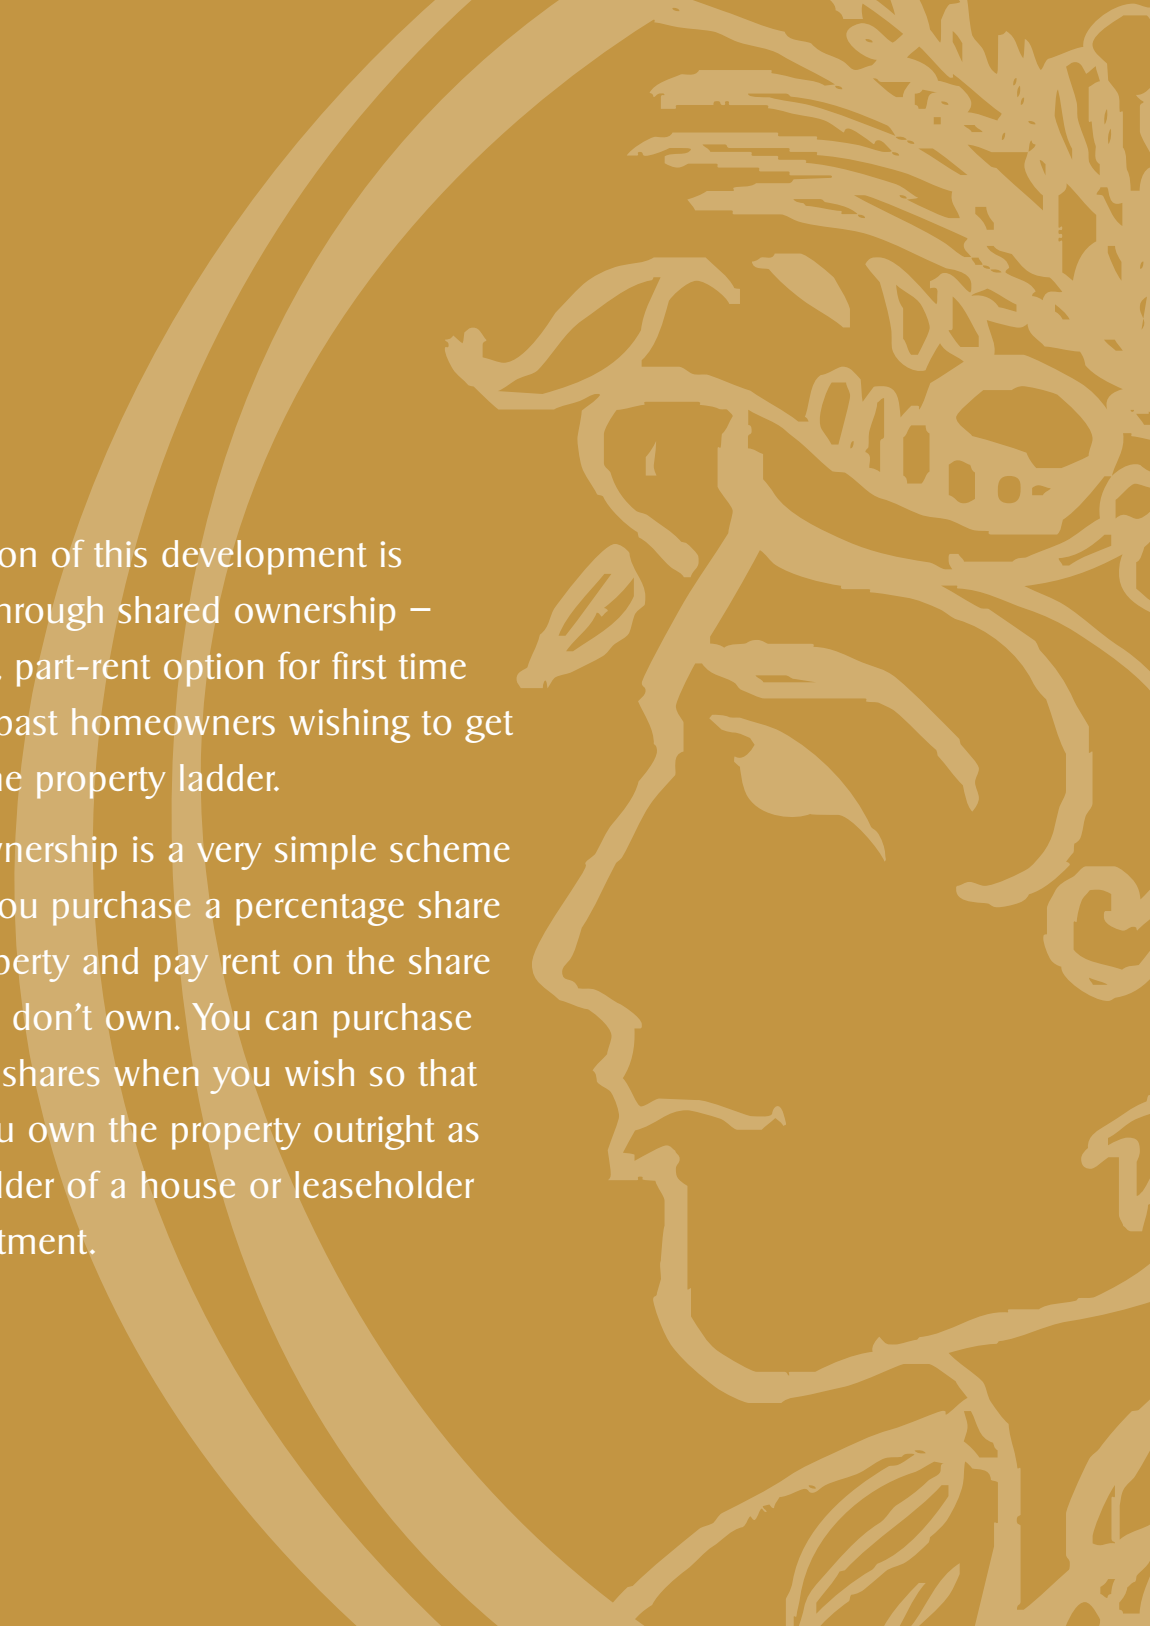 on of this development is
hrough shared ownership –
, part-rent option for first time
past homeowners wishing to get
he property ladder.
wnership is a very simple scheme
ou purchase a percentage share
perty and pay rent on the share
don’t own. You can purchase
shares when you wish so that
u own the property outright as
lder of a house or leaseholder
tment.